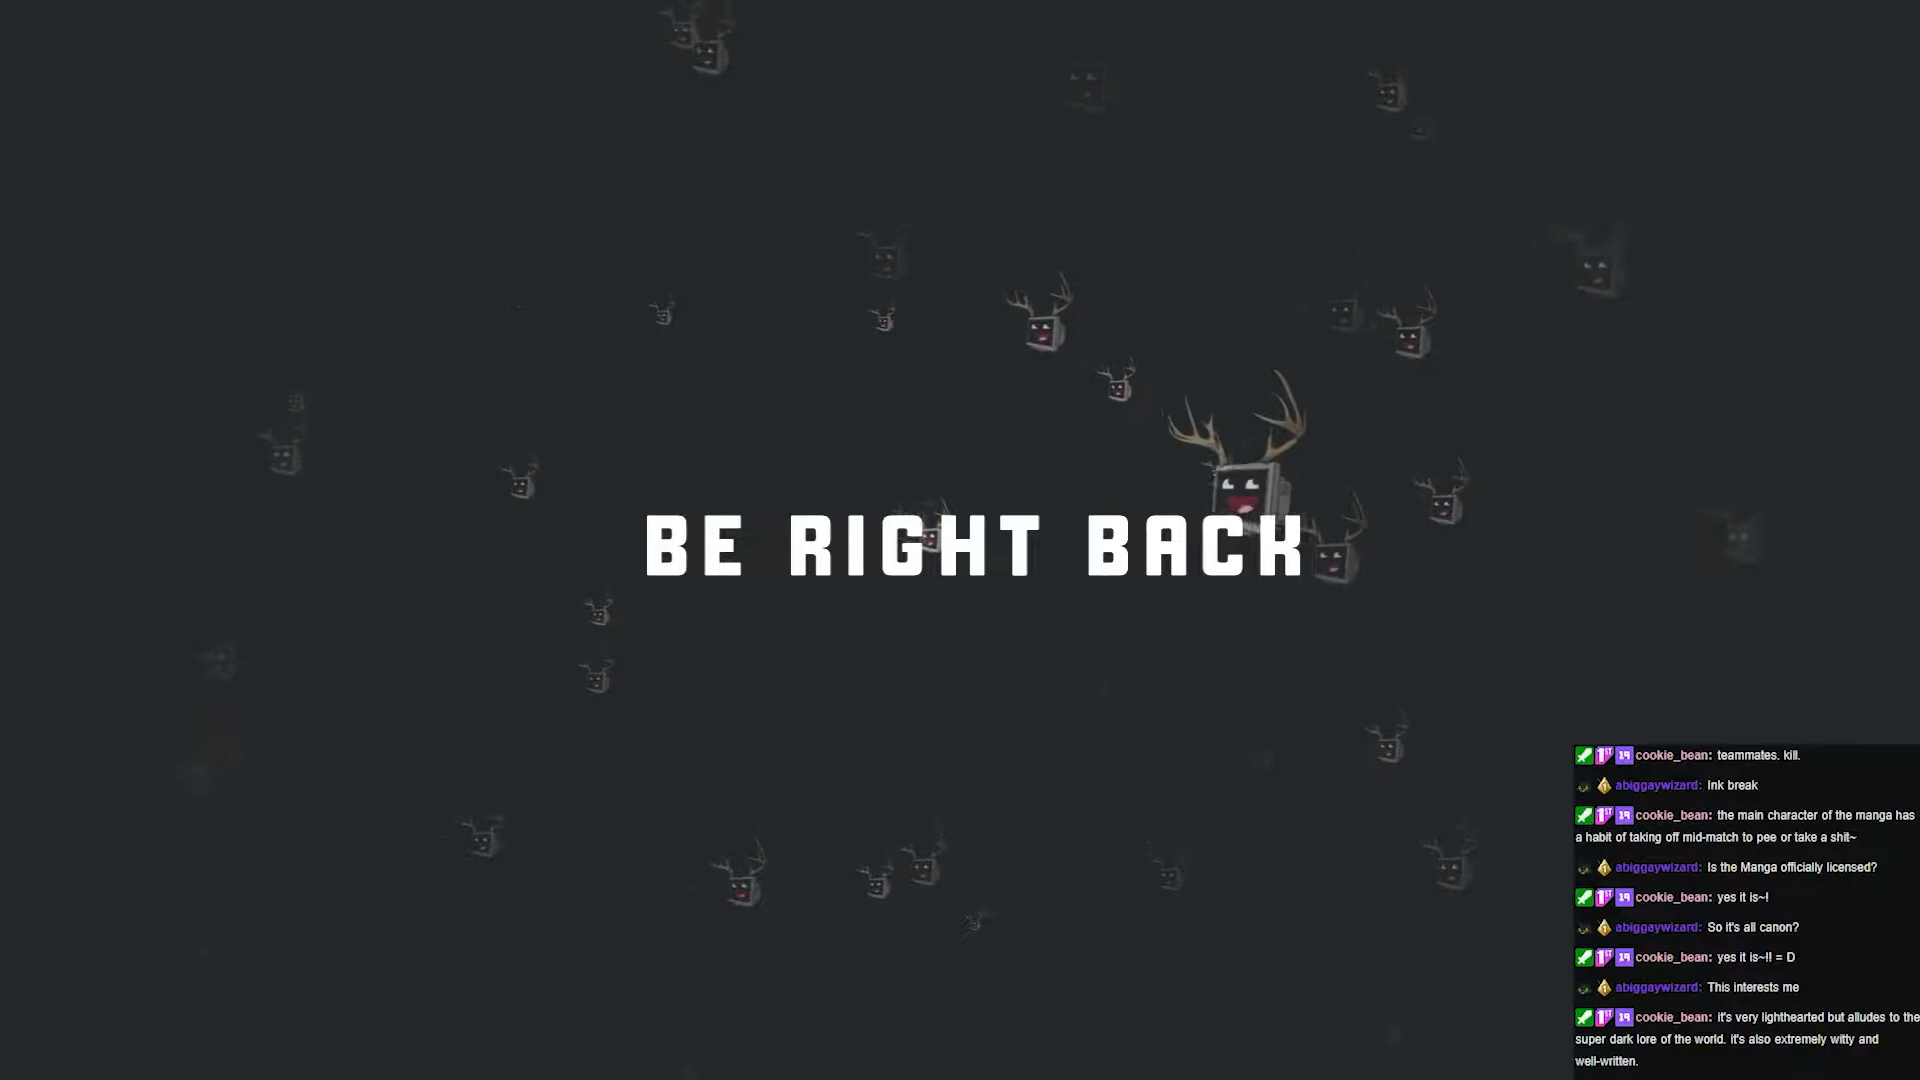 BE RIGHT BACK
cookie_bean: teammates. kill.
abiggaywizard: Ink break
cookie_bean: the main character of the manga has
a habit of taking off mid-match to pee or take a shit~
abiggaywizard: Is the Manga officially licensed?
cookie_bean: yes it is~!
abiggaywizard: So it's all canon?
cookie_bean: yes it is~!! = D
abiggaywizard: This interests me
cookie_bean: it's very lighthearted but alludes to the
super dark lore of the world. it's also extremely witty and
well-written.